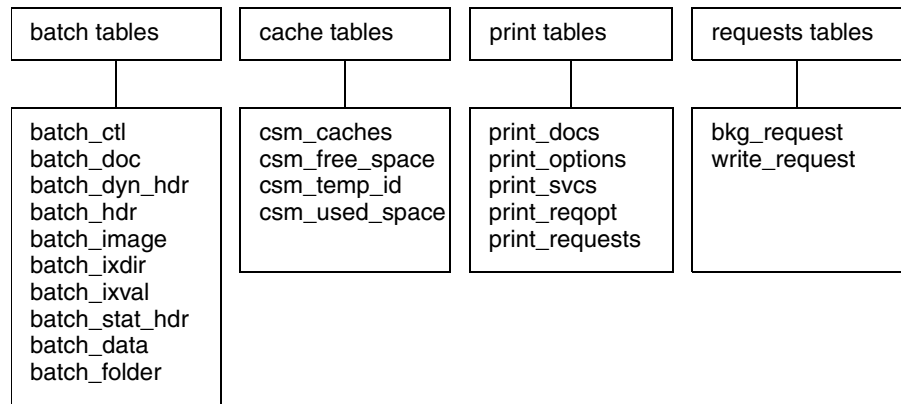 batch tables
batch_ctl
batch_doc
batch_dyn_hdr
batch_hdr
batch_image
batch_ixdir
batch_ixval
batch_stat_hdr
batch_data
batch_folder
cache tables
csm_caches
csm_free_space
csm_temp_id
csm_used_space
print tables
print_docs
print_options
print_svcs
print_reqopt
print_requests
requests tables
bkg_request
write_request